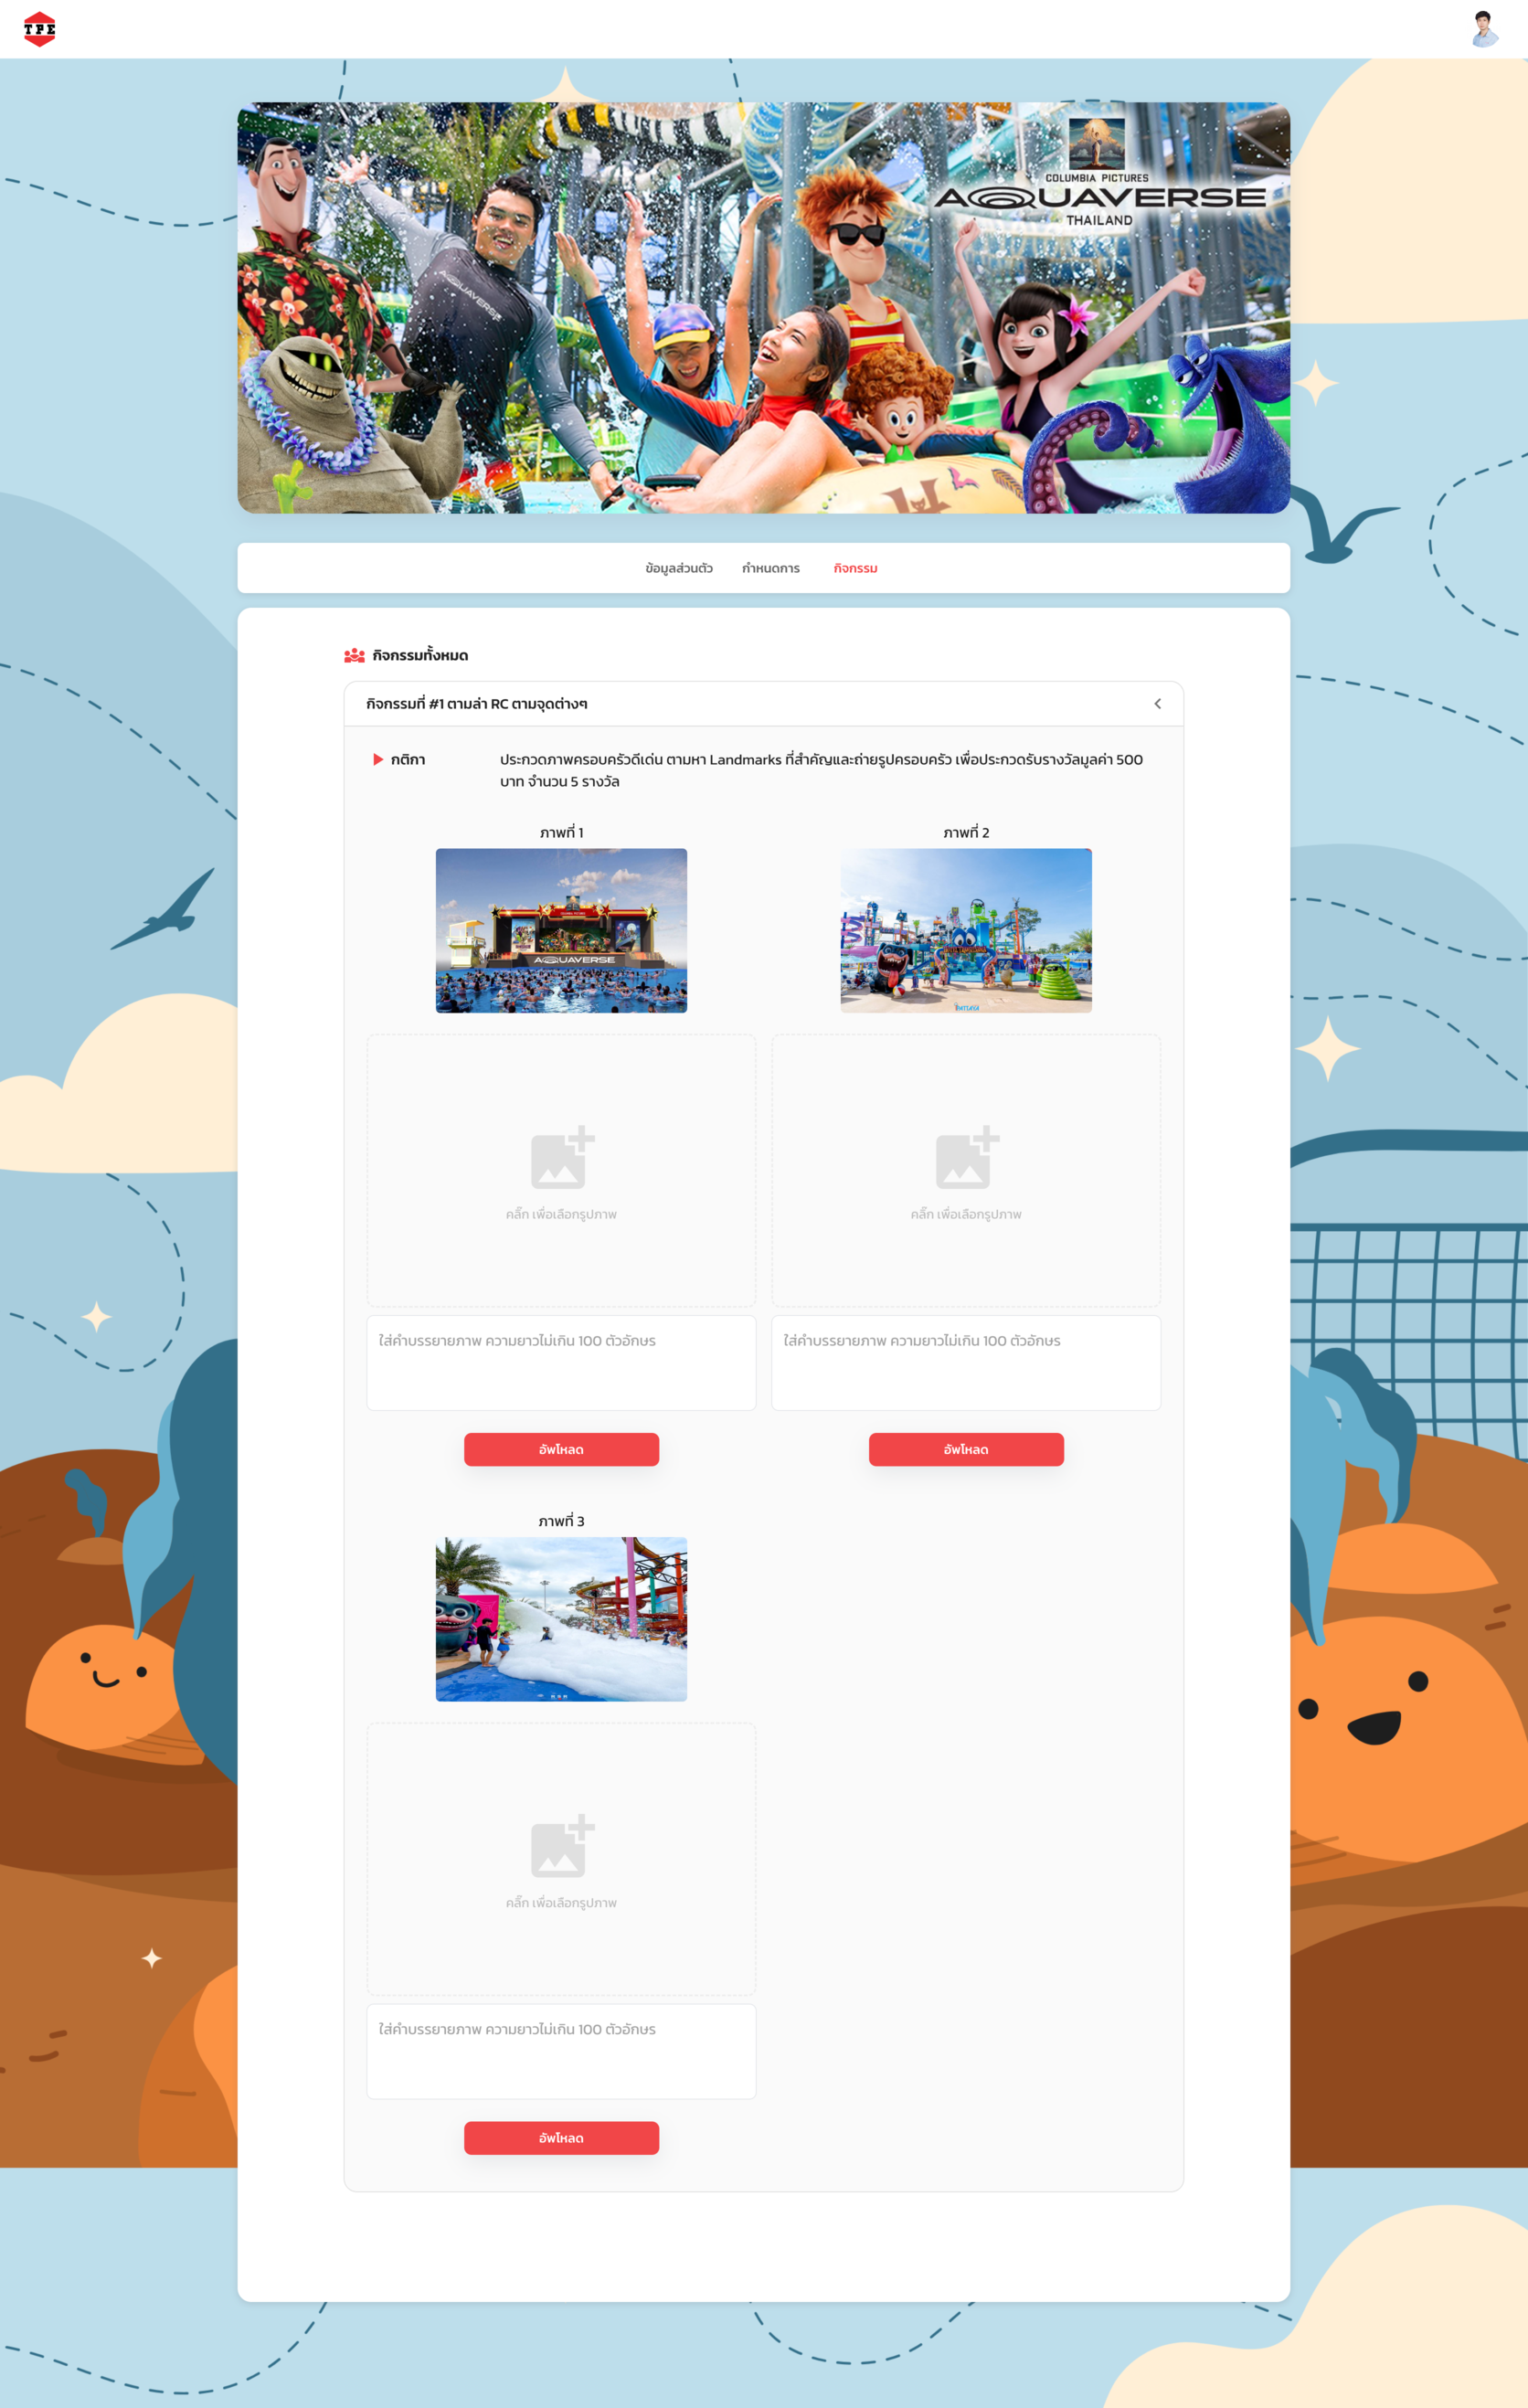 TPE
COLUMBIA PICTURES
AQUAVERSE
THAILAND
AQUAVERSE
ข้อมูลส่วนตัว กำหนดการ กิจกรรม
กิจกรรมทั้งหมด
กิจกรรมที่ #1 ตามล่า RC ตามจุดต่างๆ
กติกา ประกวดภาพครอบครัวดีเด่น ตามหา Landmarks ที่สำคัญและถ่ายรูปครอบครัว เพื่อประกวดรับรางวัลมูลค่า 500
บาท จำนวน 5 รางวัล
ภาพที่ 1 ภาพที่ 2
AQUAVERSE
คลิ๊ก เพื่อเลือกรูปภาพ คลิ๊ก เพื่อเลือกรูปภาพ
ใส่คำบรรยายภาพ ความยาวไม่เกิน 100 ตัวอักษร ใส่คำบรรยายภาพ ความยาวไม่เกิน 100 ตัวอักษร
อัพโหลด อัพโหลด
ภาพที่ 3
คลิ๊ก เพื่อเลือกรูปภาพ
ใส่คำบรรยายภาพ ความยาวไม่เกิน 100 ตัวอักษร
อัพโหลด